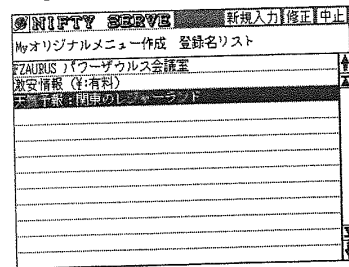 @NIFTY SERVE 新規入力 修正 中止
Myオリジナルメニュー作成 登録名リスト
FZAURUS パワーザウルス会議室
激安情報 (¥:有料)
天気予報:関東のレジャーランド